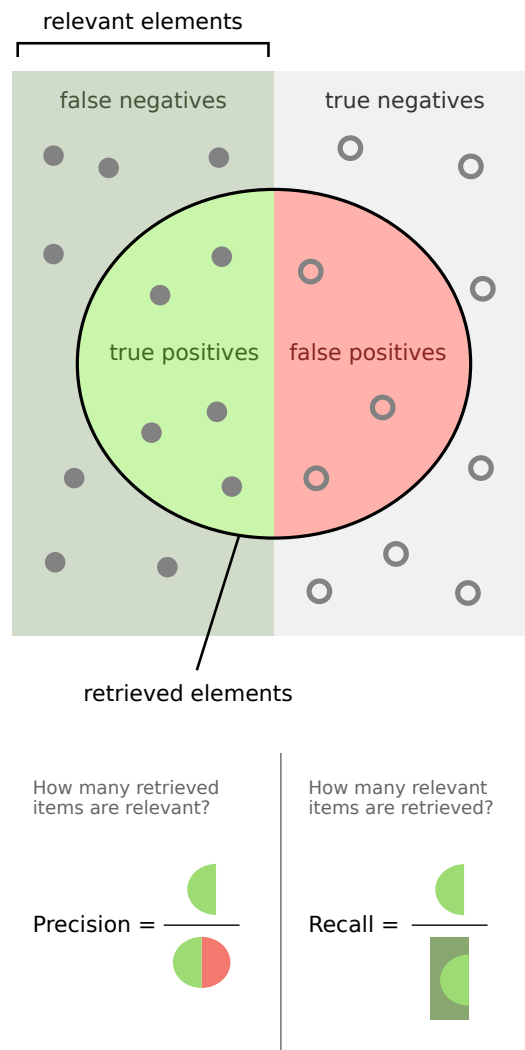 relevant elements
false negatives
true negatives
true positives
false positives
retrieved elements
How many retrieved
items are relevant?
How many relevant
items are retrieved?
Precision =
Recall =